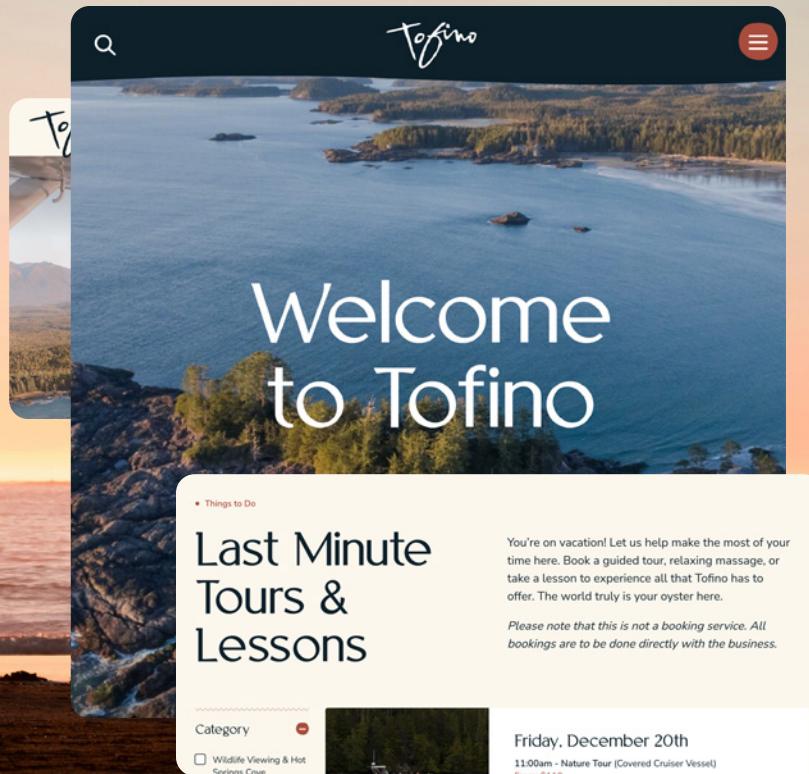 Tofino
To
Welcome
to Tofino
Things to Do
Last Minute
Tours &
Lessons
You're on vacation! Let us help make the most of your
time here. Book a guided tour, relaxing massage, or
take a lesson to experience all that Tofino has to
offer. The world truly is your oyster here.
Please note that this is not a booking service. All
bookings are to be done directly with the business.
Category
Wildlife Viewing & Hot
Springs Cove
Friday, December 20th
11:00am - Nature Tour (Covered Cruiser Vessel)